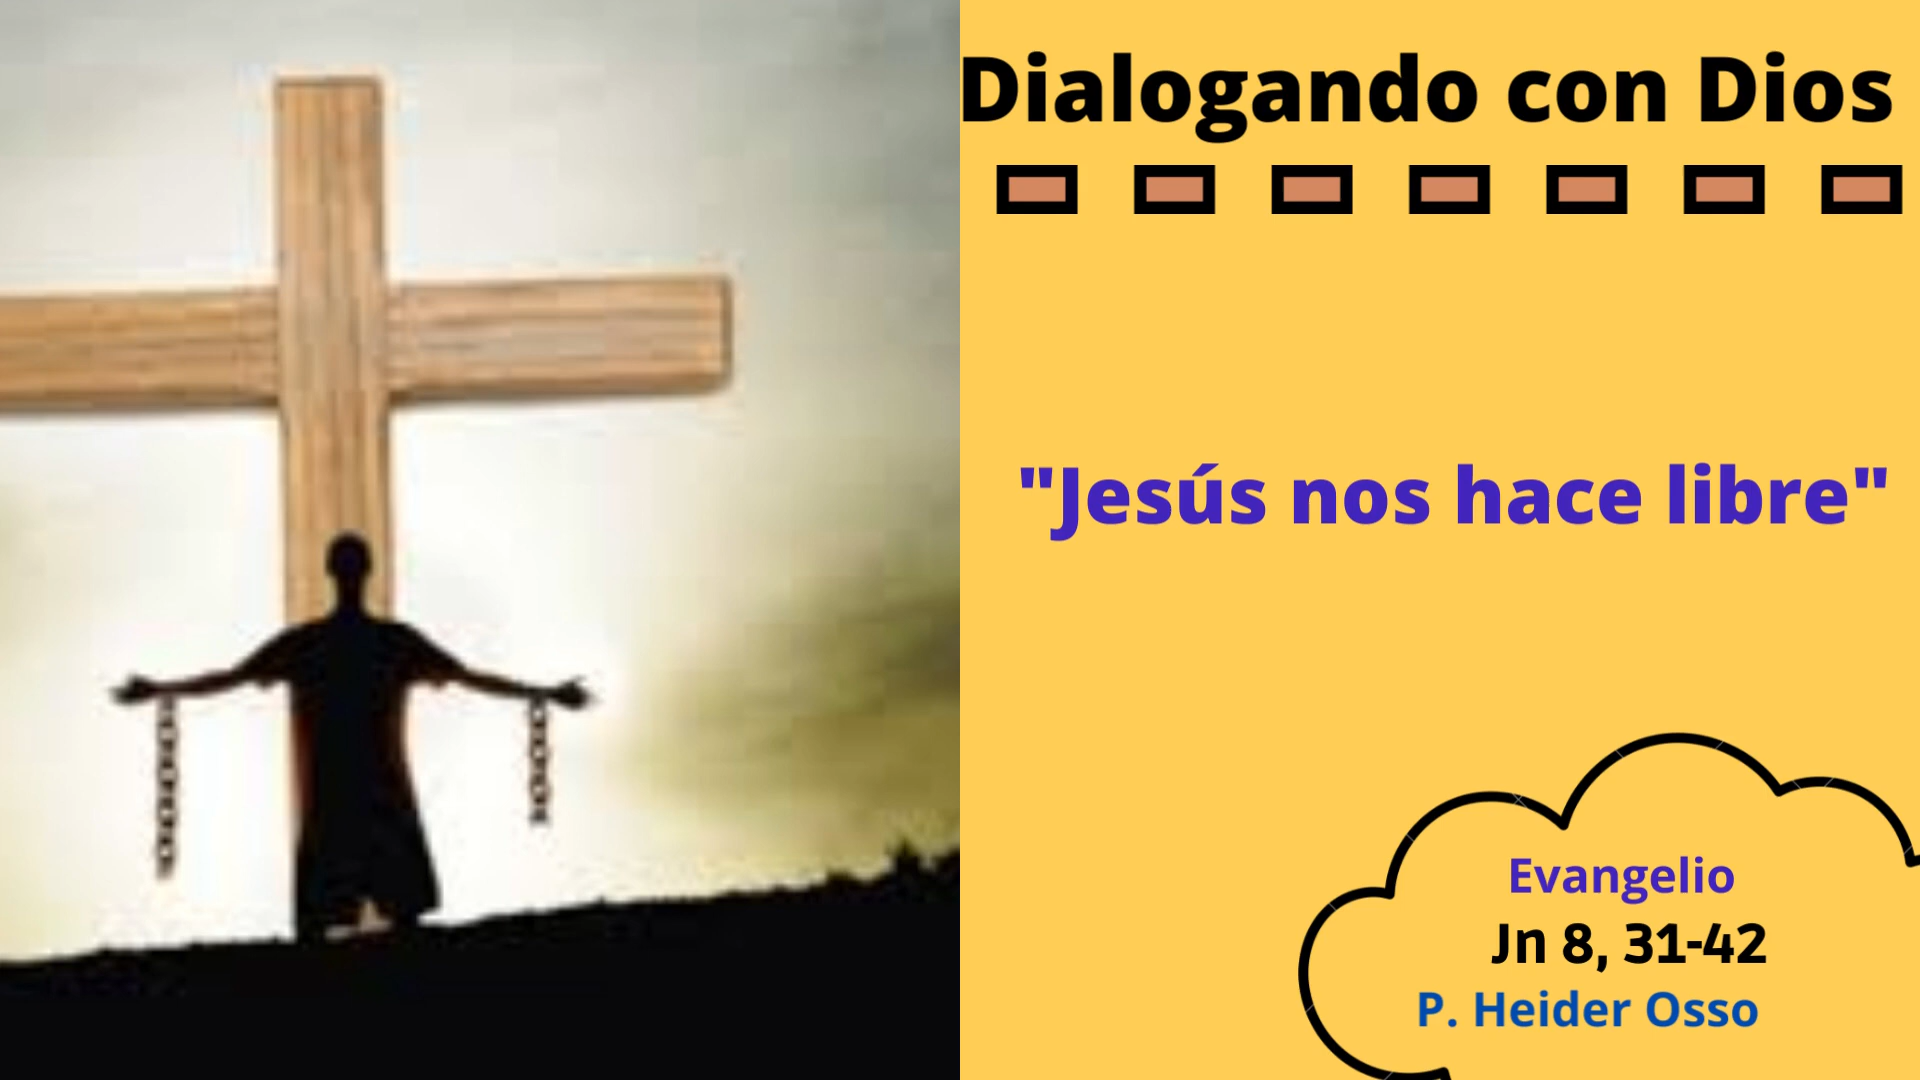 Dialogando con Dios
"Jesús nos hace libre"
Evangelio
Jn 8, 31-42
P. Heider Osso